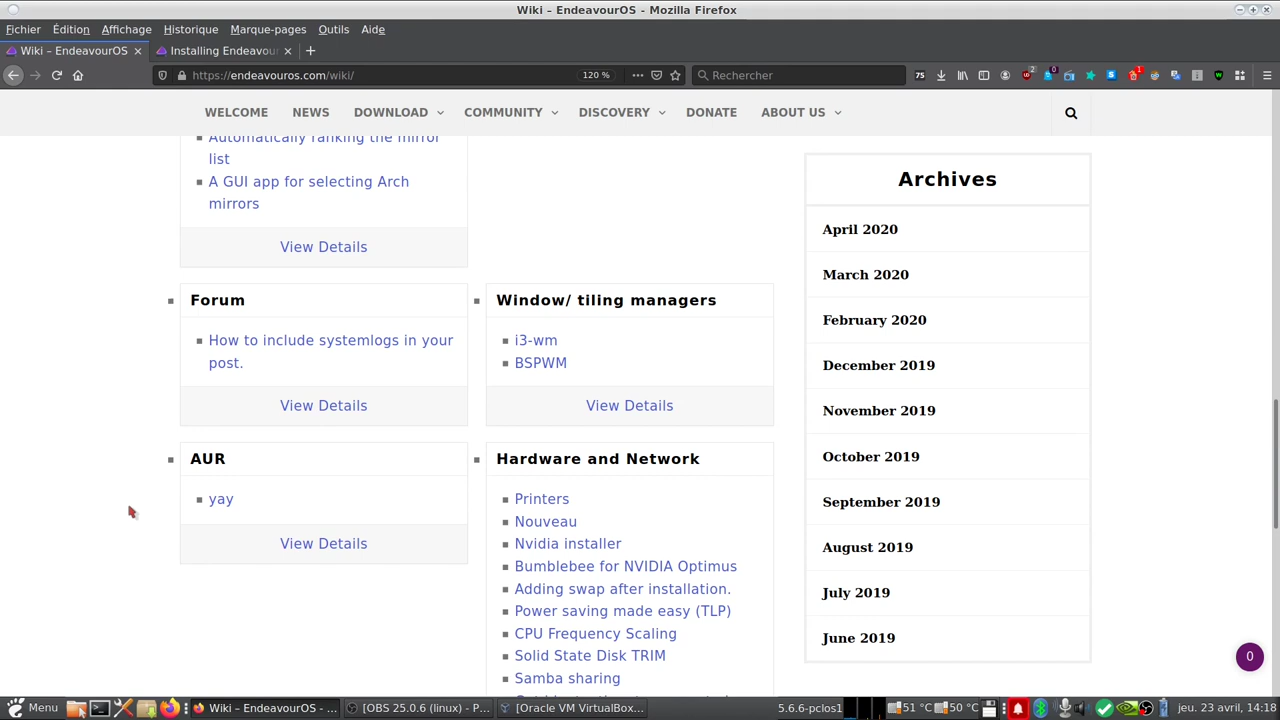 Wiki – EndeavourOS - Mozilla Firefox
Fichier Édition Affichage Historique Marque-pages Outils Aide
Wiki – EndeavourOS
Installing Endeavour
https://endeavouros.com/wiki/
120 %
Rechercher
75
2
0
1
WELCOME NEWS DOWNLOAD COMMUNITY DISCOVERY DONATE ABOUT US
Automatically ranking the mirror
list
A GUI app for selecting Arch
mirrors
View Details
Forum
How to include systemlogs in your
post.
View Details
Window/ tiling managers
i3-wm
BSPWM
View Details
AUR
yay
View Details
Hardware and Network
Printers
Nouveau
Nvidia installer
Bumblebee for NVIDIA Optimus
Adding swap after installation.
Power saving made easy (TLP)
CPU Frequency Scaling
Solid State Disk TRIM
Samba sharing
Archives
April 2020
March 2020
February 2020
December 2019
November 2019
October 2019
September 2019
August 2019
July 2019
June 2019
0
Menu
Wiki – EndeavourOS - ...
[OBS 25.0.6 (linux) - P...
[Oracle VM VirtualBox...
5.6.6-pclos1
51 °C
50 °C
jeu. 23 avril, 14:18